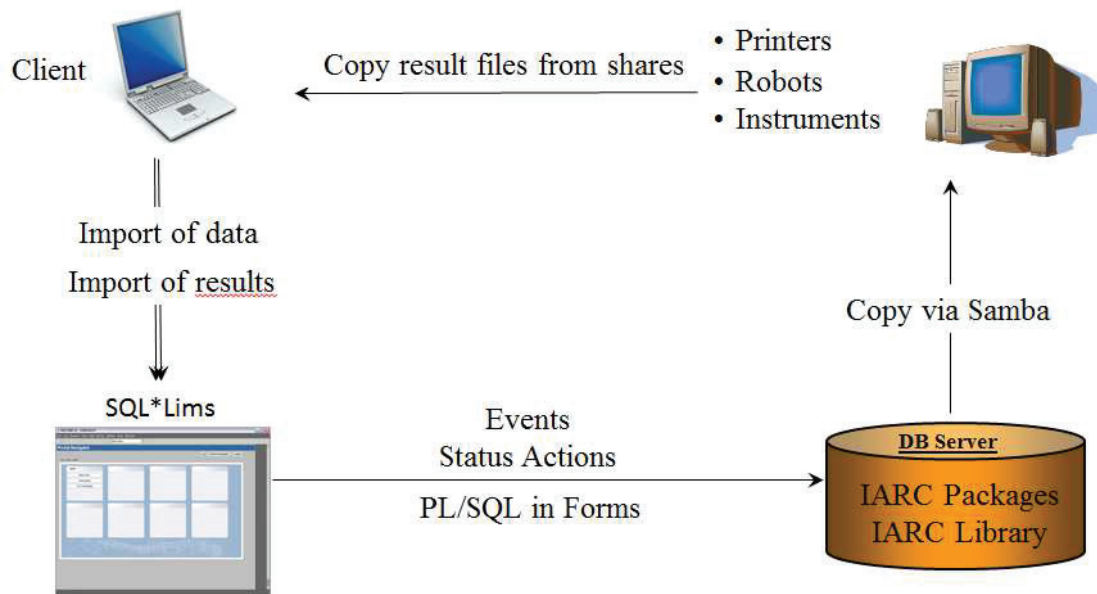 Client
Copy result files from shares
• Printers
• Robots
• Instruments
Import of data
Import of results
Copy via Samba
SQL*Lims
Events
Status Actions
PL/SQL in Forms
DB Server
IARC Packages
IARC Library